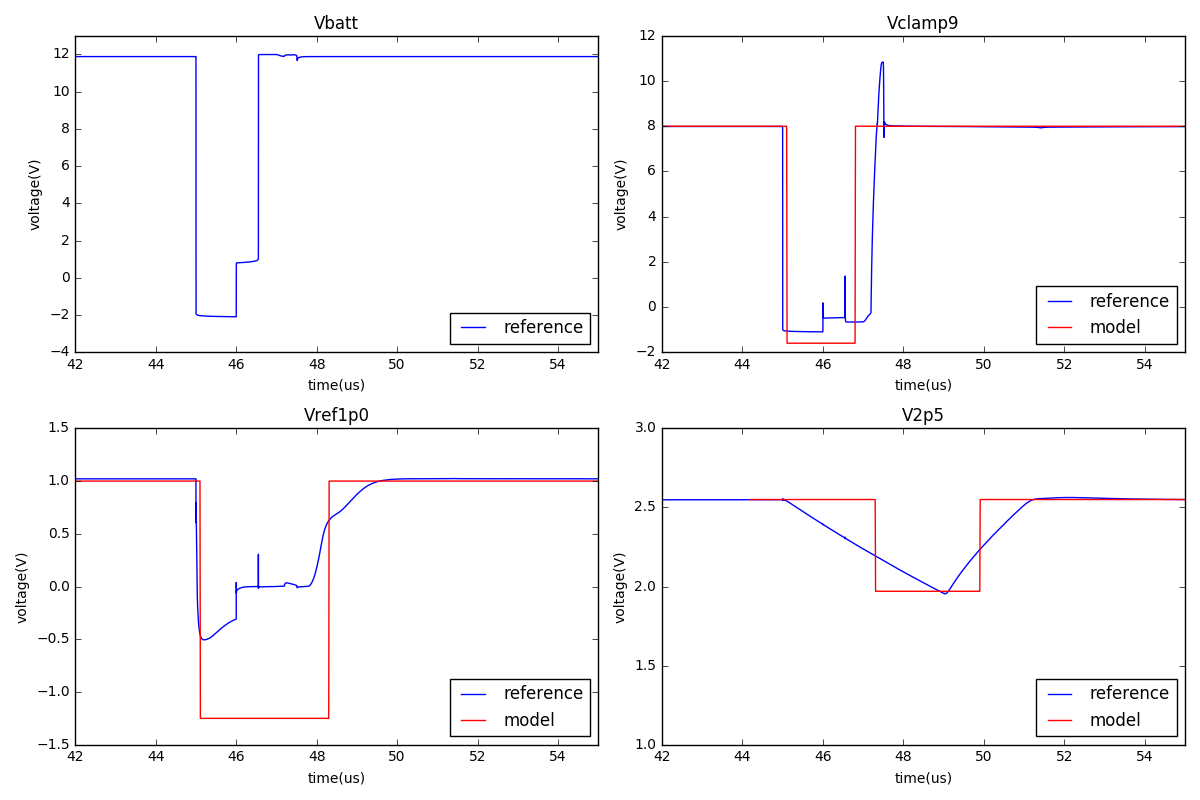 Vbatt
12
10
8
6
4
2
0
−2
−4
voltage(V)
reference
42 44 46 48 50 52 54
time(us)
Vclamp9
12
10
8
6
4
2
0
−2
voltage(V)
reference
model
42 44 46 48 50 52 54
time(us)
Vref1p0
1.5
1.0
0.5
0.0
−0.5
−1.0
−1.5
voltage(V)
reference
model
42 44 46 48 50 52 54
time(us)
V2p5
3.0
2.5
2.0
1.5
1.0
voltage(V)
reference
model
42 44 46 48 50 52 54
time(us)